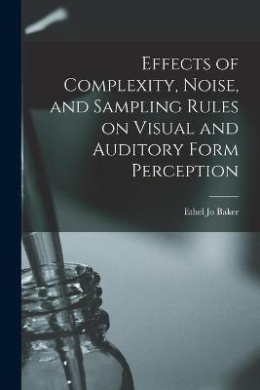 Effects of
Complexity, Noise,
and Sampling Rules
on Visual and
Auditory Form
Perception
Ethel Jo Baker